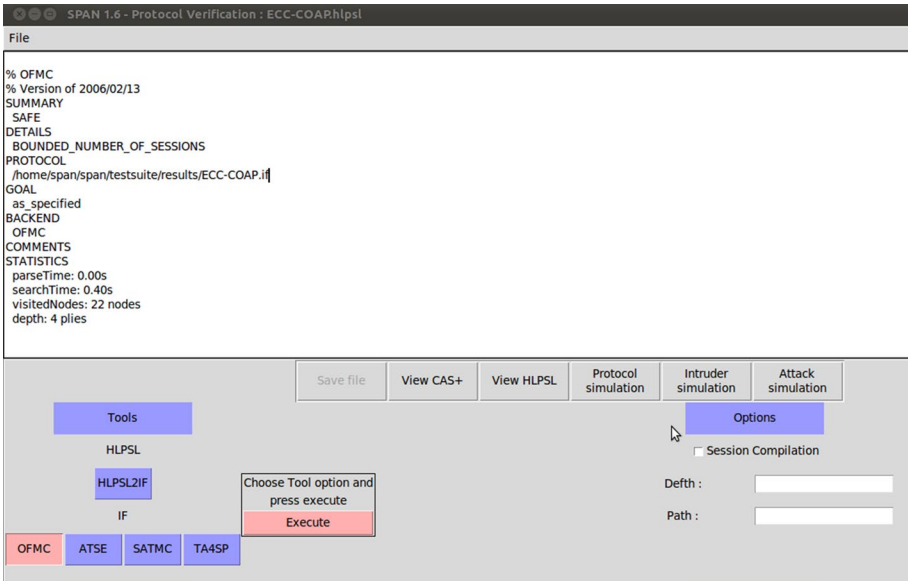 SPAN 1.6 - Protocol Verification : ECC-COAP.hlpsl
File
% OFMC
% Version of 2006/02/13
SUMMARY
SAFE
DETAILS
BOUNDED_NUMBER_OF_SESSIONS
PROTOCOL
/home/span/span/testsuite/results/ECC-COAP.if
GOAL
as_specified
BACKEND
OFMC
COMMENTS
STATISTICS
parseTime: 0.00s
searchTime: 0.40s
visitedNodes: 22 nodes
depth: 4 plies
Save file
View CAS+
View HLPSL
Protocol
simulation
Intruder
simulation
Attack
simulation
Tools
Options
HLPSL
Session Compilation
HLPSL2IF
Choose Tool option and
press execute
Execute
Defth :
IF
Path :
OFMC
ATSE
SATMC
TA4SP